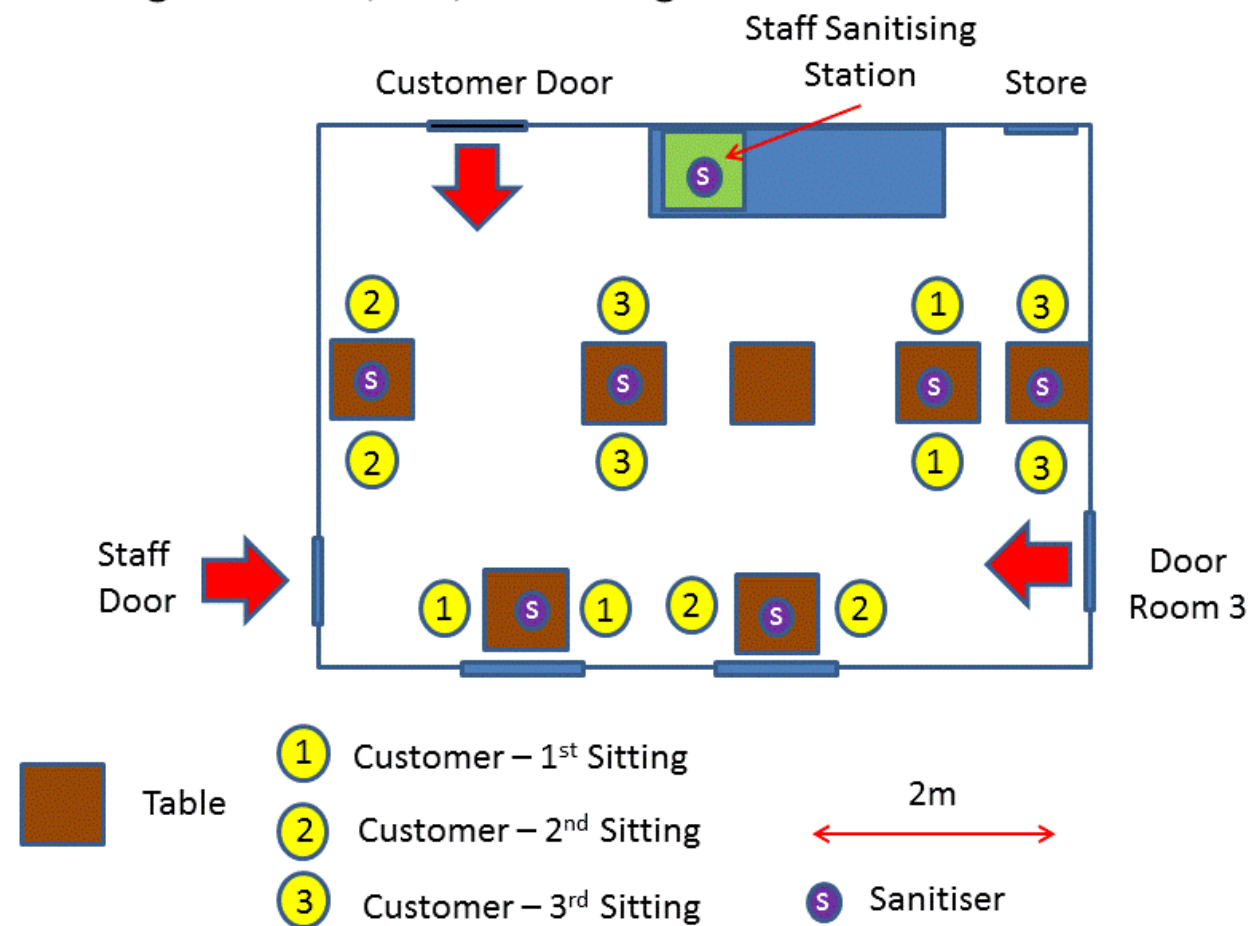 Staff Sanitising
Station
Customer Door
Store
S
2
3
1
3
S
S
S
S
2
3
1
3
Staff
Door
Door
Room 3
1
S
1
2
S
2
1
Customer – 1st Sitting
Table
2m
2
Customer – 2nd Sitting
3
Customer – 3rd Sitting
S
Sanitiser